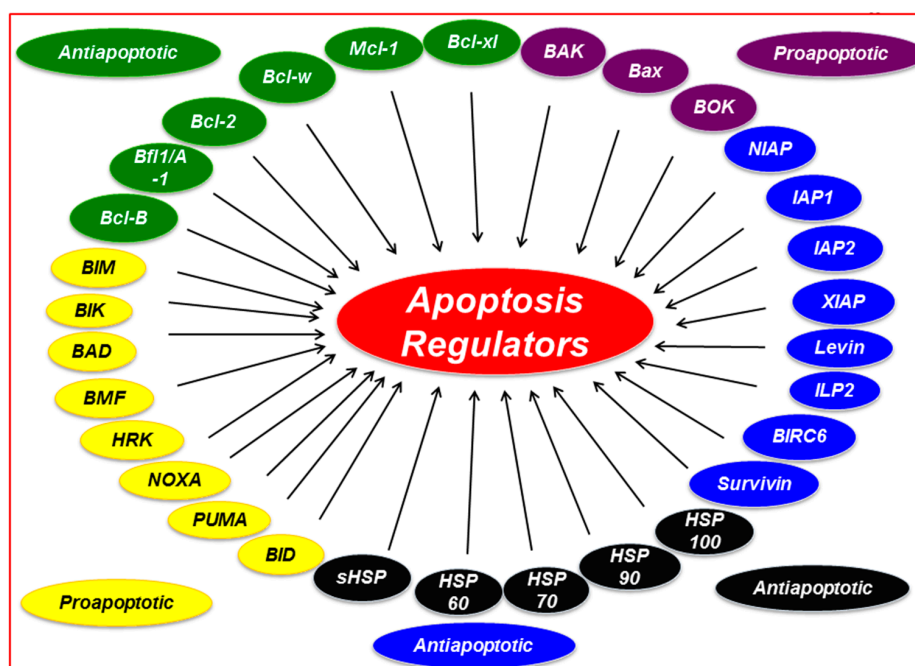 Antiapoptotic
Mcl-1
Bcl-xl
BAK
Bax
Proapoptotic
Bcl-w
BOK
Bcl-2
NIAP
Bfl1/A
-1
IAP1
Bcl-B
IAP2
BIM
XIAP
BIK
Apoptosis
Regulators
Levin
BAD
ILP2
BMF
BIRC6
HRK
Survivin
NOXA
HSP
100
PUMA
HSP
90
BID
sHSP
HSP
60
HSP
70
Proapoptotic
Antiapoptotic
Antiapoptotic